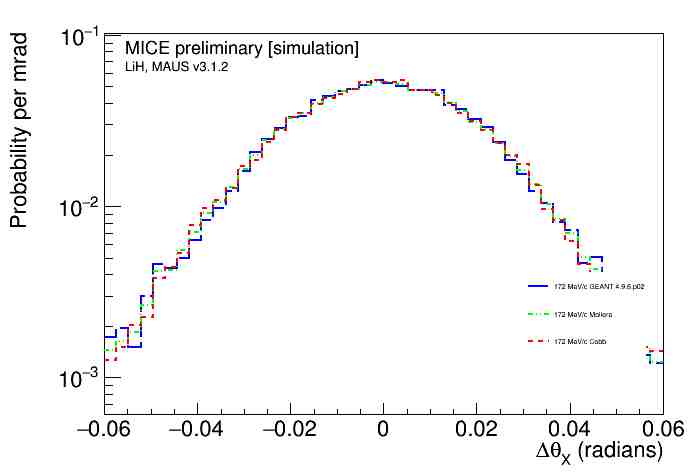 Probability per mrad
10⁻¹
10⁻²
10⁻³
MICE preliminary [simulation]
LiH, MAUS v3.1.2
172 MeV/c GEANT 4.9.6.p02
172 MeV/c Moliere
172 MeV/c Cobb
−0.06 −0.04 −0.02 0 0.02 0.04 0.06
Δθ_X (radians)